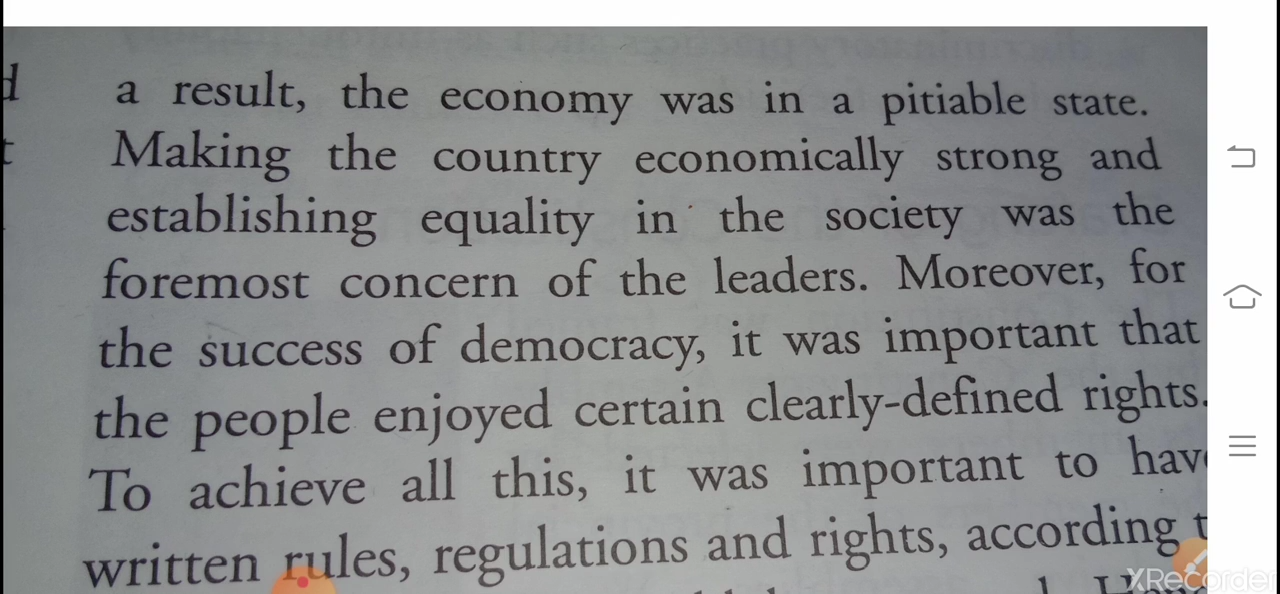 a result, the economy was in a pitiable state.
Making the country economically strong and
establishing equality in the society was the
foremost concern of the leaders. Moreover, for
the success of democracy, it was important that
the people enjoyed certain clearly-defined rights.
To achieve all this, it was important to have
written rules, regulations and rights, according
XRecorder